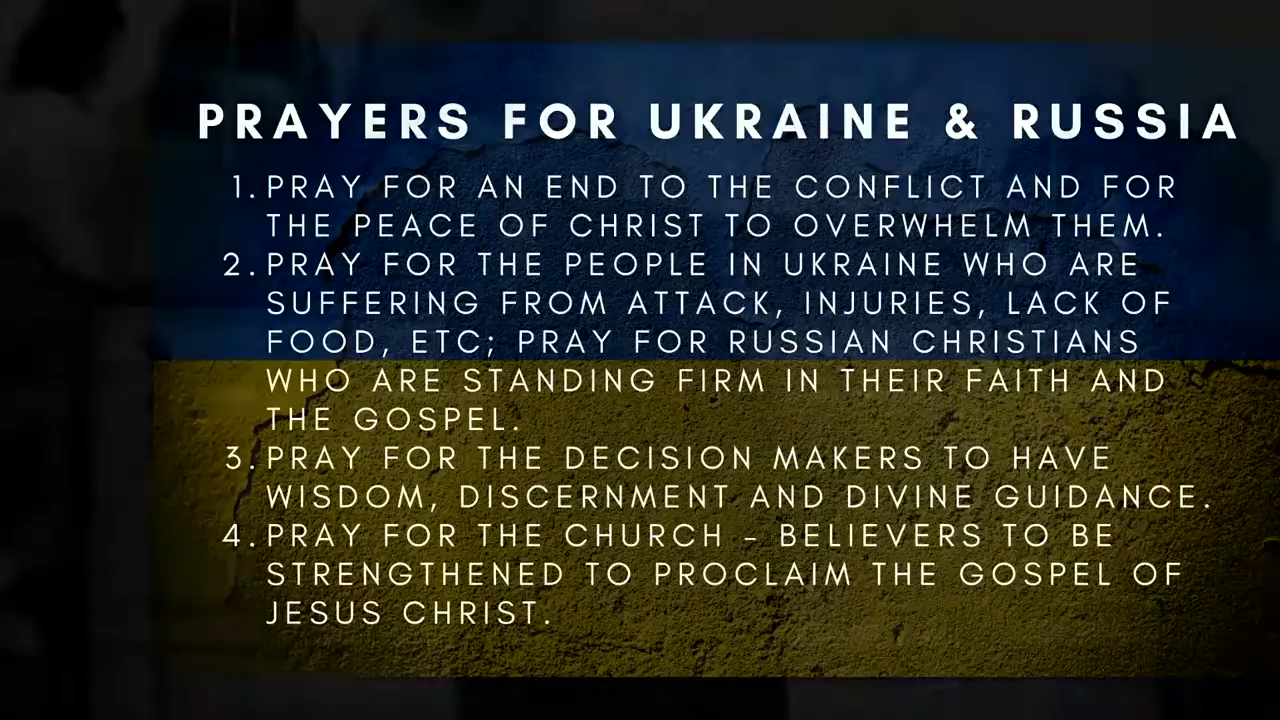 PRAYERS FOR UKRAINE & RUSSIA
1. PRAY FOR AN END TO THE CONFLICT AND FOR
THE PEACE OF CHRIST TO OVERWHELM THEM.
2. PRAY FOR THE PEOPLE IN UKRAINE WHO ARE
SUFFERING FROM ATTACK, INJURIES, LACK OF
FOOD, ETC; PRAY FOR RUSSIAN CHRISTIANS
WHO ARE STANDING FIRM IN THEIR FAITH AND
THE GOSPEL.
3. PRAY FOR THE DECISION MAKERS TO HAVE
WISDOM, DISCERNMENT AND DIVINE GUIDANCE.
4. PRAY FOR THE CHURCH - BELIEVERS TO BE
STRENGTHENED TO PROCLAIM THE GOSPEL OF
JESUS CHRIST.